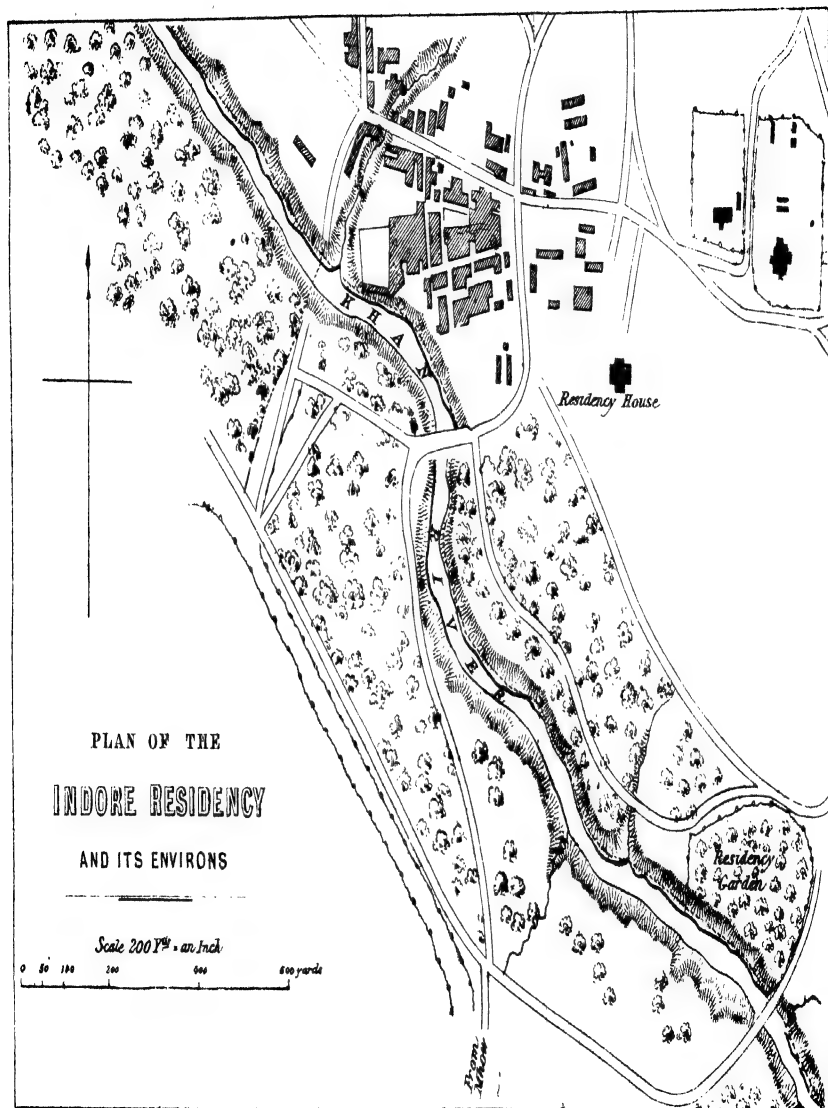 KHAN
RIVER
Residency House
Residency
Garden
PLAN OF THE
INDORE RESIDENCY
AND ITS ENVIRONS
Scale 200 Yds = an Inch
0 50 100 200 400 600 yards
From
Mhow